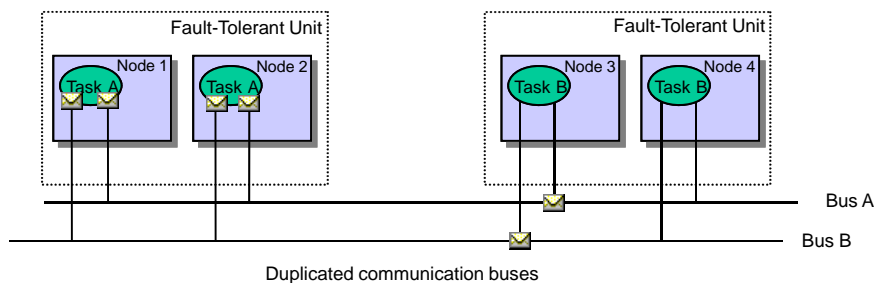 Fault-Tolerant Unit
Fault-Tolerant Unit
Node 1
Node 2
Node 3
Node 4
Task A
Task A
Task B
Task B
Bus A
Bus B
Duplicated communication buses